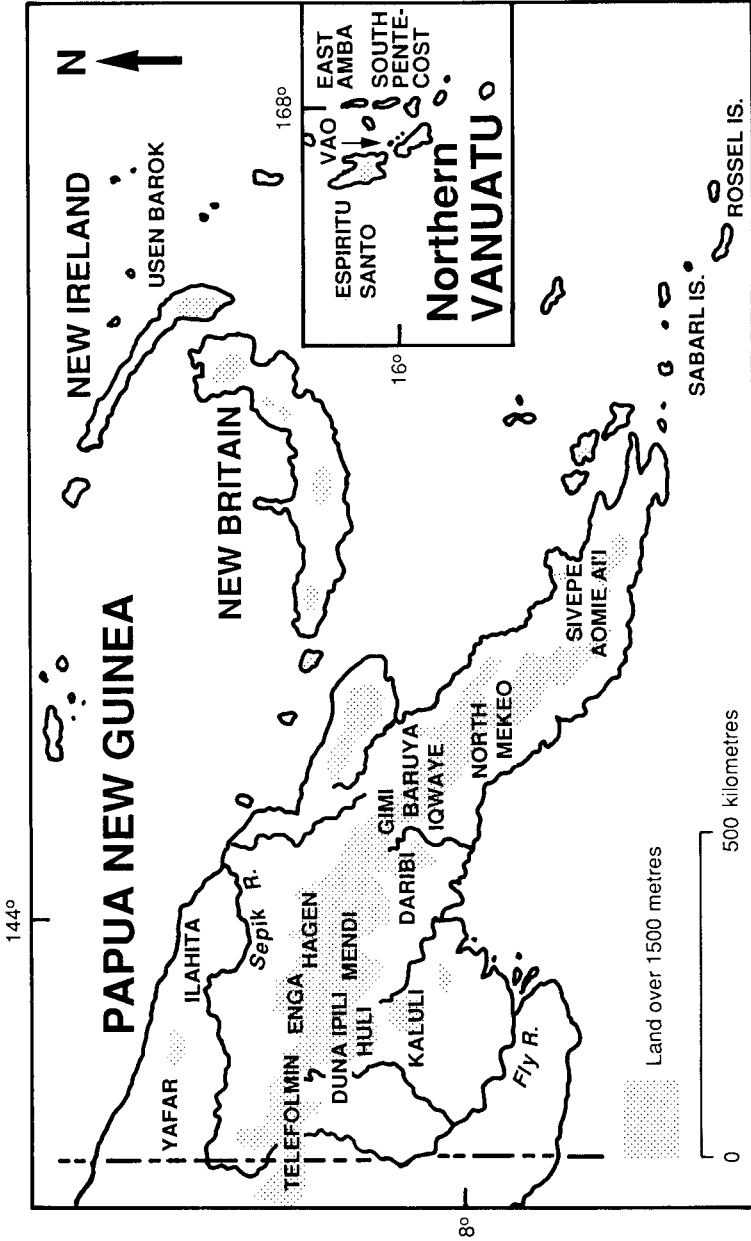 PAPUA NEW GUINEA
NEW IRELAND
N
USEN BAROK
NEW BRITAIN
144°
8°
168°
16°
VAO
EAST
AMBA
SOUTH
PENTE-
COST
ESPIRITU
SANTO
Northern
VANUATU
YAFAR
ILAHITA
Sepik R.
TELEFOLMIN
ENGA
HAGEN
DUNA IPILI
MENDI
HULI
KALULI
DARIBI
GIMI
BARUYA
IQWAYE
NORTH
MEKEO
SIVEPE
AOMIE AI'I
SABARL IS.
ROSSEL IS.
Fly R.
Land over 1500 metres
0
500 kilometres